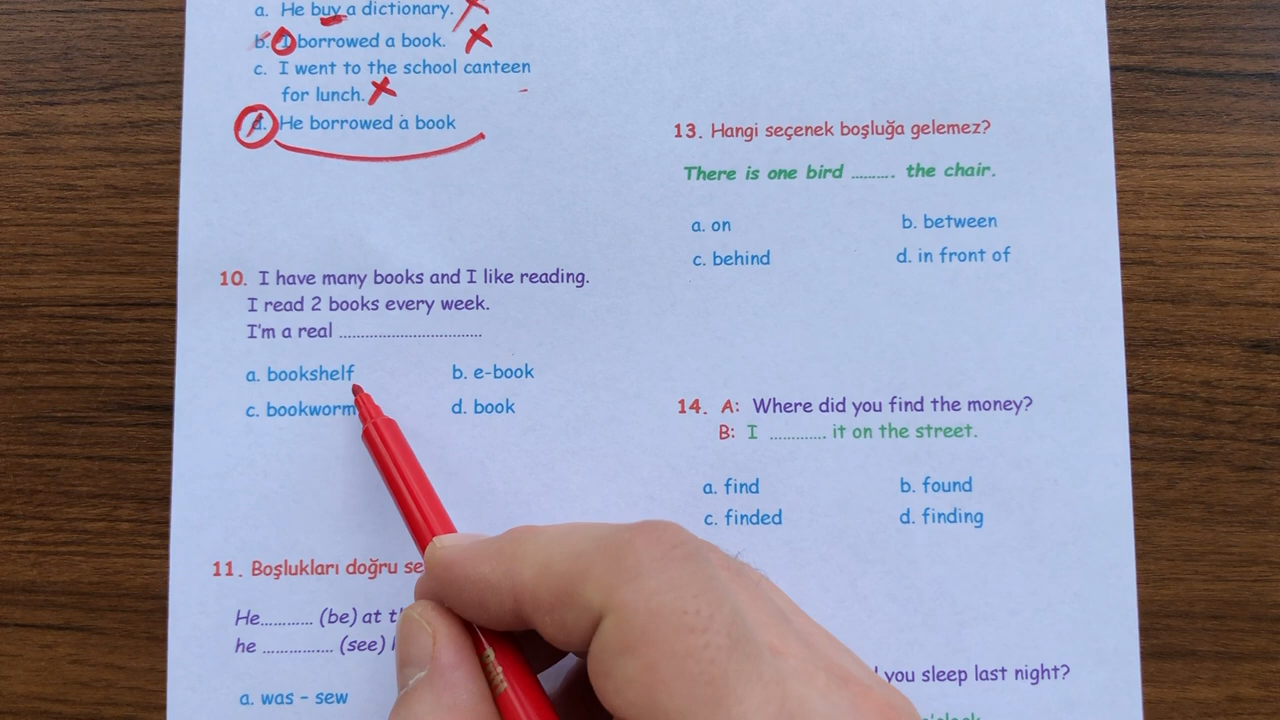 a. He buy a dictionary.
b. I borrowed a book.
c. I went to the school canteen
for lunch.
d. He borrowed a book
10. I have many books and I like reading.
I read 2 books every week.
I'm a real ..............................
a. bookshelf b. e-book
c. bookworm d. book
11. Boşlukları doğru
He............ (be) at
he ................ (see)
a. was - sew
13. Hangi seçenek boşluğa gelemez?
There is one bird .......... the chair.
a. on b. between
c. behind d. in front of
14. A: Where did you find the money?
B: I ............. it on the street.
a. find b. found
c. finded d. finding
you sleep last night?